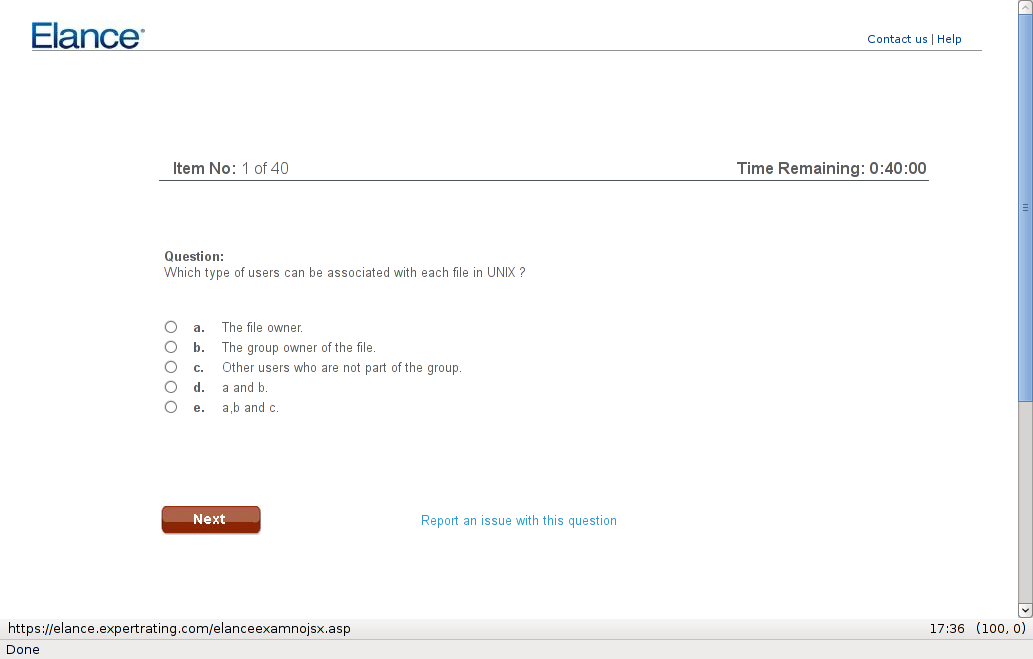 Elance®
Contact us | Help
Item No: 1 of 40
Time Remaining: 0:40:00
Question:
Which type of users can be associated with each file in UNIX ?
a. The file owner.
b. The group owner of the file.
c. Other users who are not part of the group.
d. a and b.
e. a,b and c.
Next
Report an issue with this question
https://elance.expertrating.com/elanceexamnojsx.asp
17:36 (100, 0)
Done